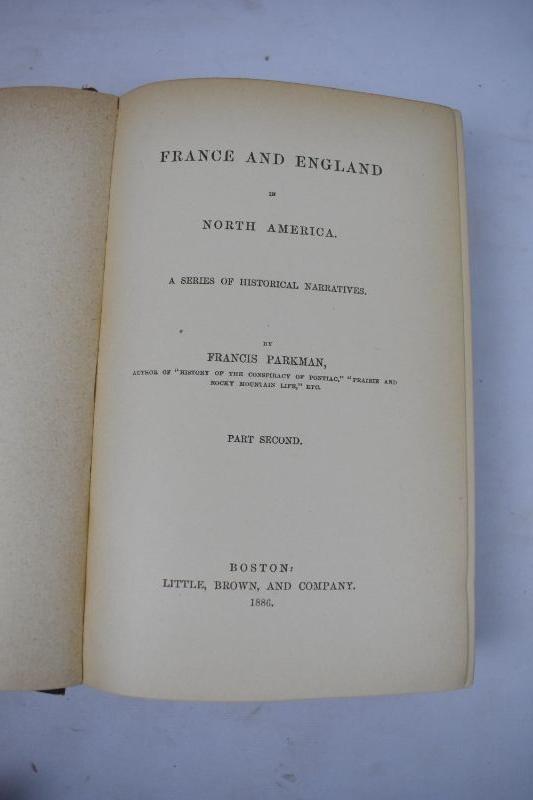 FRANCE AND ENGLAND
IN
NORTH AMERICA.
A SERIES OF HISTORICAL NARRATIVES.
BY
FRANCIS PARKMAN,
AUTHOR OF "HISTORY OF THE CONSPIRACY OF PONTIAC," "PRAIRIE AND
ROCKY MOUNTAIN LIFE," ETC.
PART SECOND.
BOSTON:
LITTLE, BROWN, AND COMPANY.
1886.